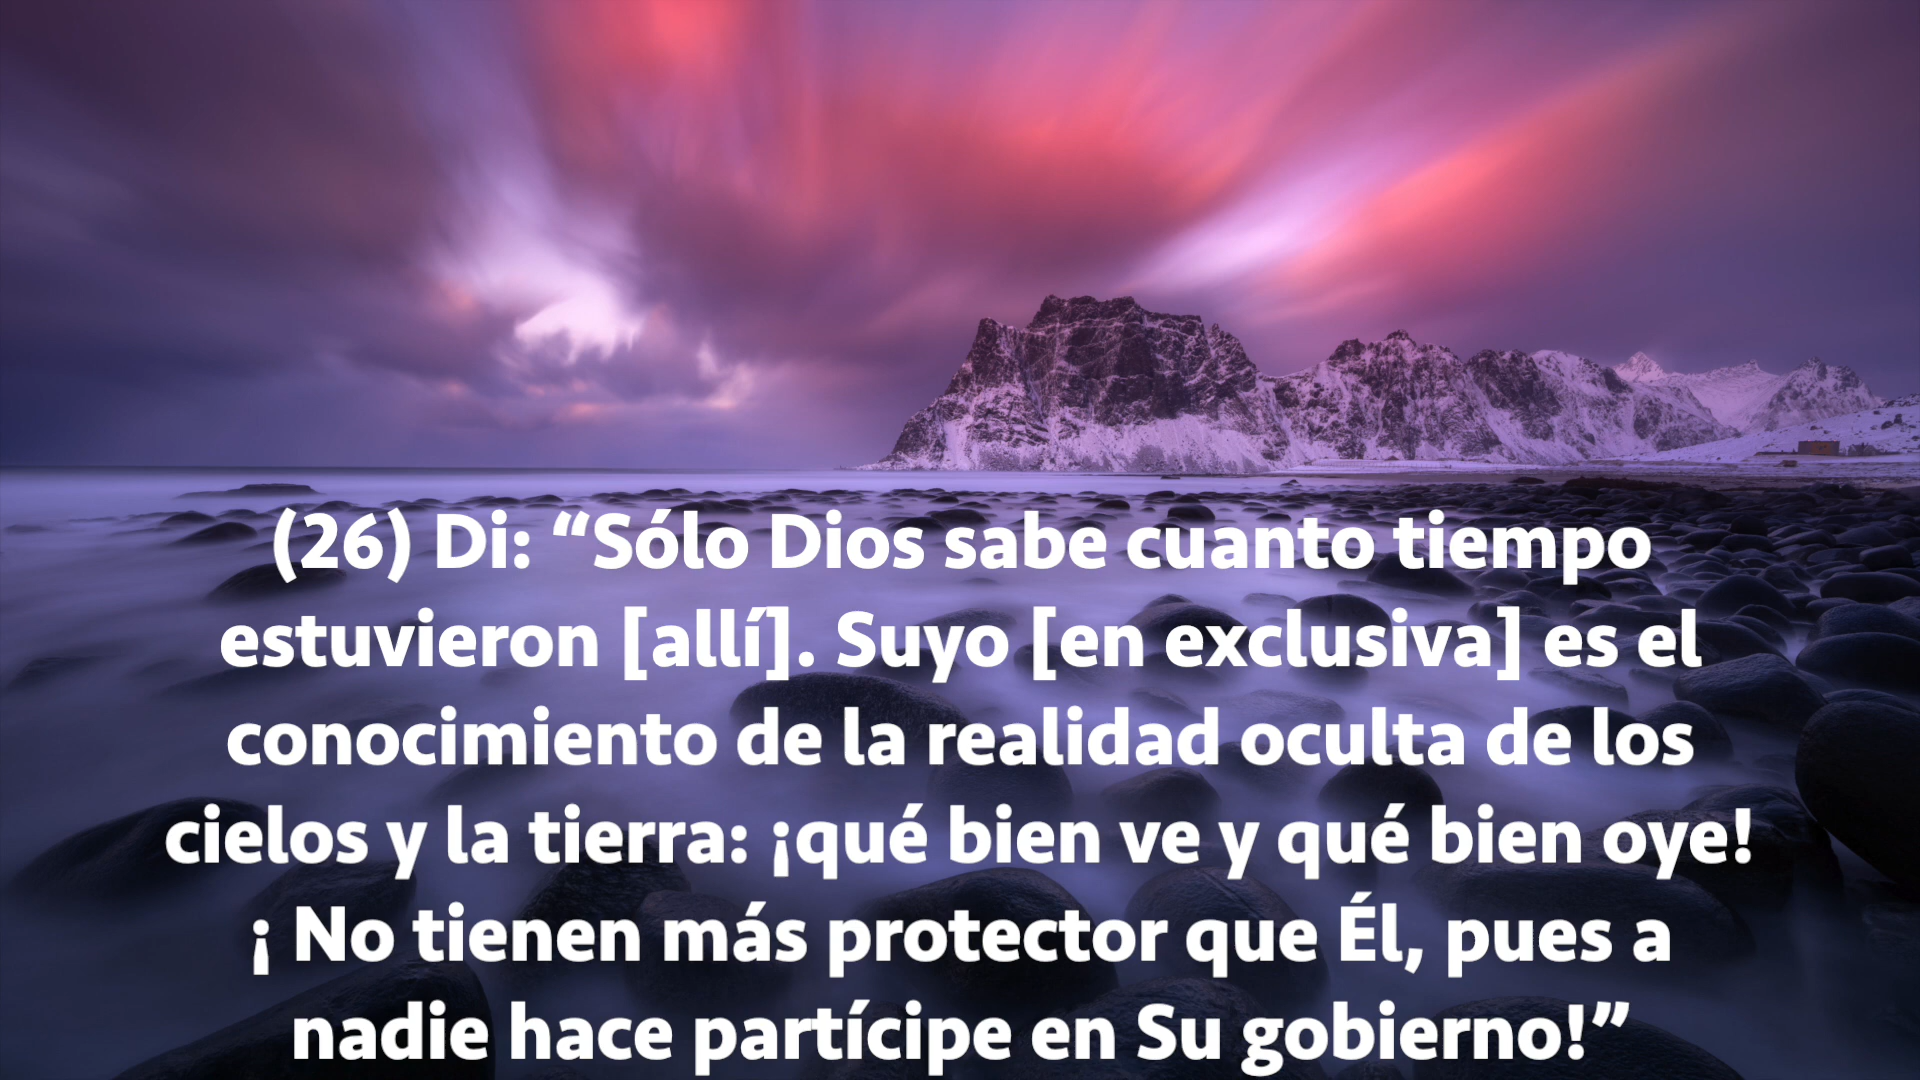 (26) Di: “Sólo Dios sabe cuanto tiempo
estuvieron [allí]. Suyo [en exclusiva] es el
conocimiento de la realidad oculta de los
cielos y la tierra: ¡qué bien ve y qué bien oye!
¡ No tienen más protector que Él, pues a
nadie hace partícipe en Su gobierno!”